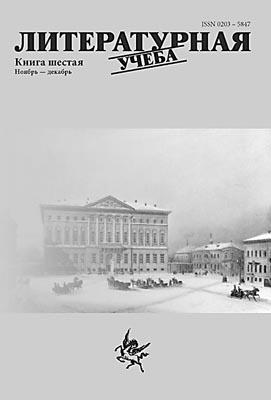 ISSN 0203 – 5847
ЛИТЕРАТУРНАЯ
УЧЕБА
Книга шестая
Ноябрь — декабрь